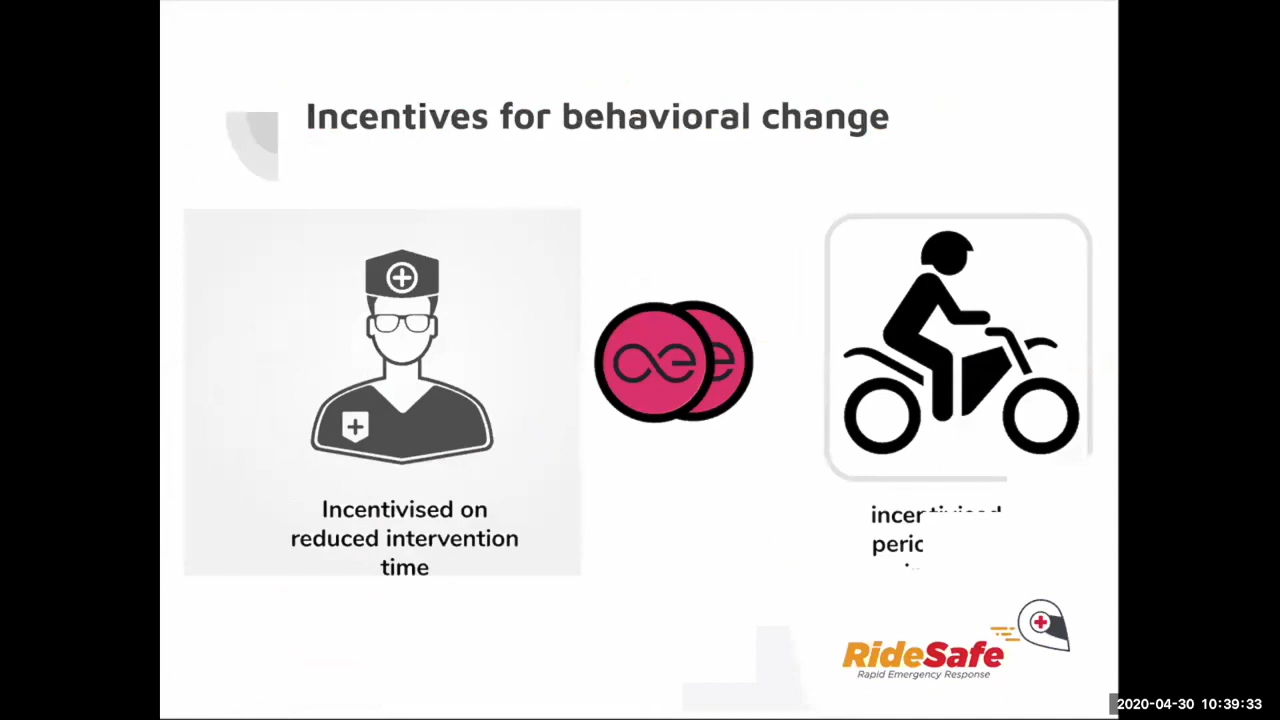 Incentives for behavioral change
Incentivised on
reduced intervention
time
incentivised
RideSafe
Rapid Emergency Response
2020-04-30 10:39:33